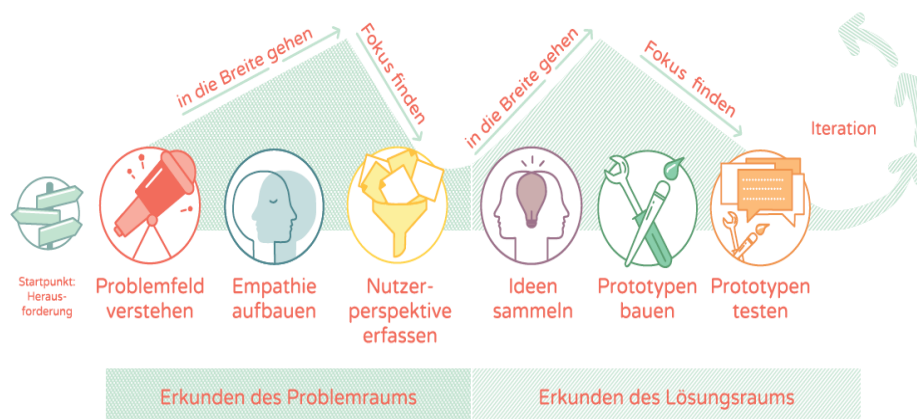 in die Breite gehen
Fokus finden
in die Breite gehen
Fokus finden
Iteration
Startpunkt:
Heraus-
forderung
Problemfeld
verstehen
Empathie
aufbauen
Nutzer-
perspektive
erfassen
Ideen
sammeln
Prototypen
bauen
Prototypen
testen
Erkunden des Problemraums
Erkunden des Lösungsraums